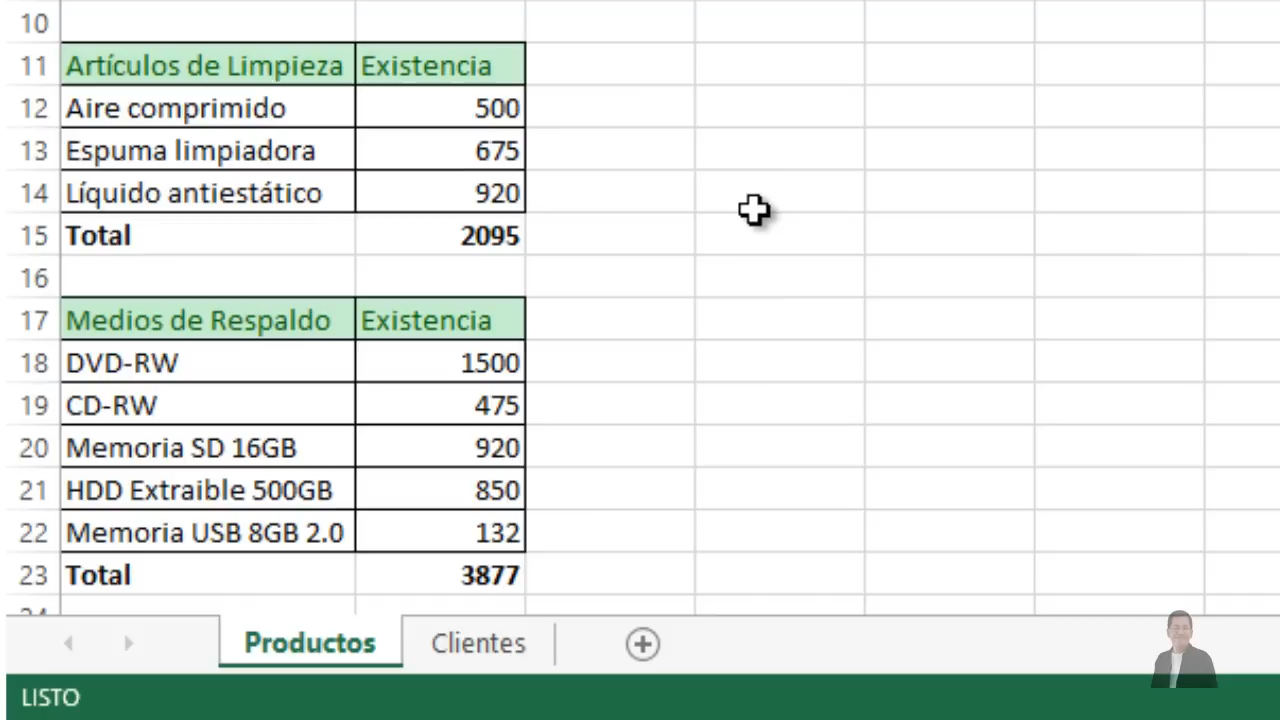 10
11 Artículos de Limpieza Existencia
12 Aire comprimido 500
13 Espuma limpiadora 675
14 Líquido antiestático 920
15 Total 2095
16
17 Medios de Respaldo Existencia
18 DVD-RW 1500
19 CD-RW 475
20 Memoria SD 16GB 920
21 HDD Extraible 500GB 850
22 Memoria USB 8GB 2.0 132
23 Total 3877
Productos Clientes
LISTO